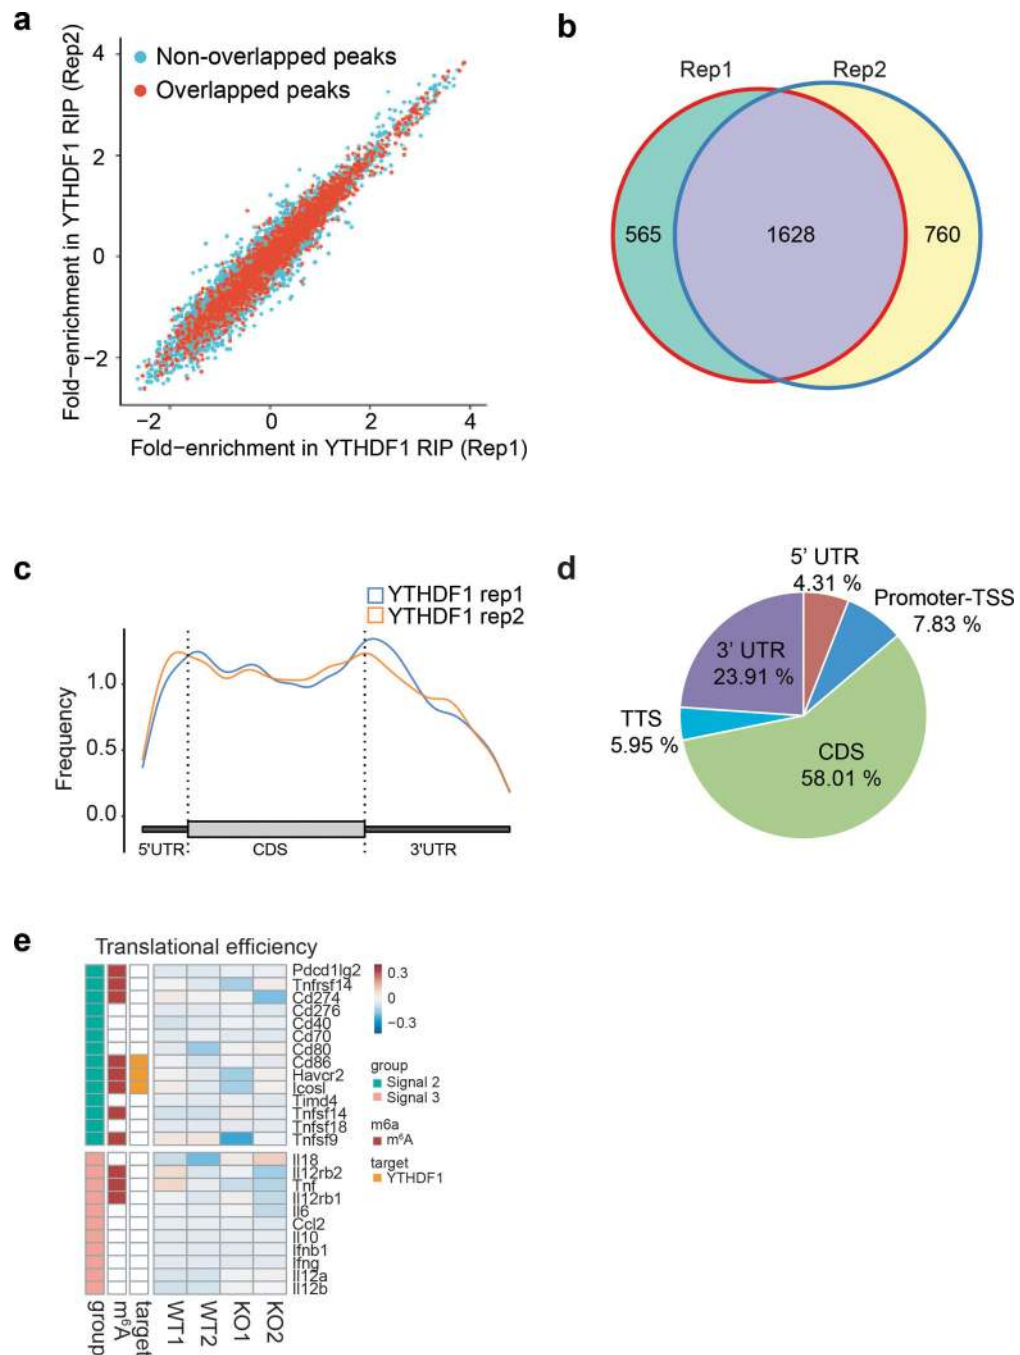 a
Fold-enrichment in YTHDF1 RIP (Rep2)
4
2
0
−2
Non-overlapped peaks
Overlapped peaks
−2 0 2 4
Fold−enrichment in YTHDF1 RIP (Rep1)
b
Rep1 Rep2
565 1628 760
c
YTHDF1 rep1
YTHDF1 rep2
Frequency
1.0
0.5
0.0
5'UTR CDS 3'UTR
d
5' UTR
4.31 %
Promoter-TSS
7.83 %
3' UTR
23.91 %
TTS
5.95 %
CDS
58.01 %
e
Translational efficiency
Pdcd1lg2
Tnfrsf14
Cd274
Cd276
Cd40
Cd70
Cd80
Cd86
Havcr2
Icosl
Timd4
Tnfsf14
Tnfsf18
Tnfsf9
Il18
Il12rb2
Tnf
Il12rb1
Il6
Ccl2
Il10
Ifnb1
Ifng
Il12a
Il12b
group m⁶A target WT1 WT2 KO1 KO2
0.3
0
−0.3
group
Signal 2
Signal 3
m6a
m⁶A
target
YTHDF1